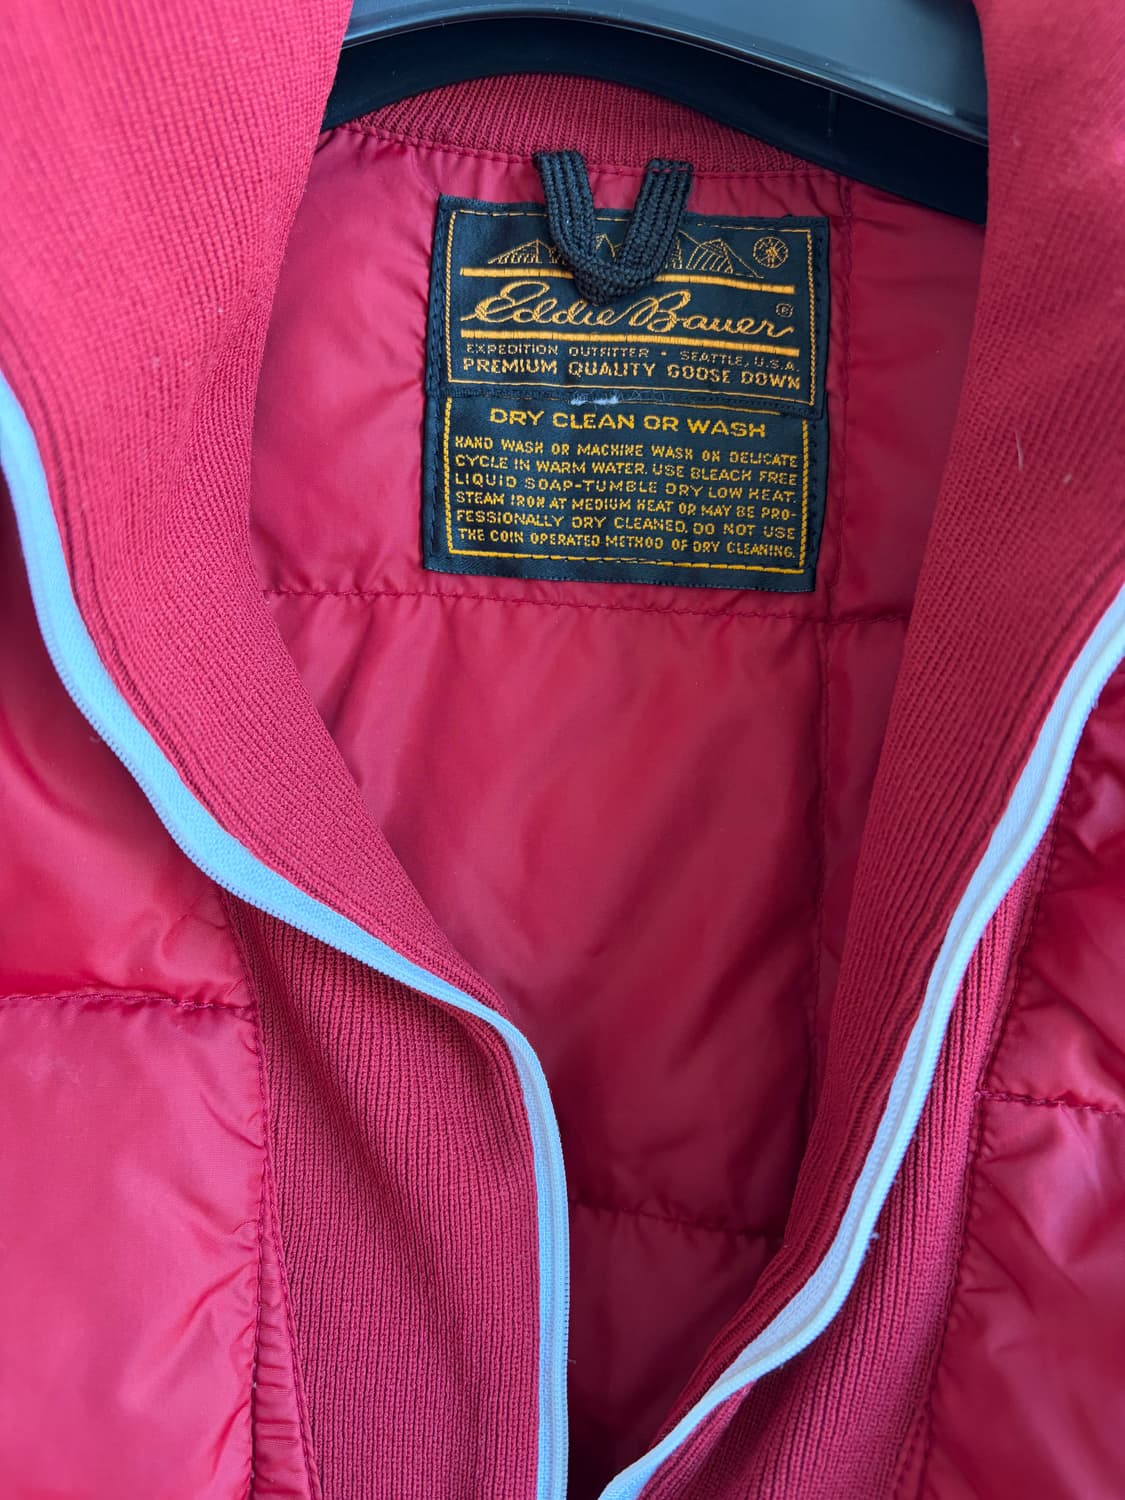 Eddie Bauer ®
EXPEDITION OUTFITTER • SEATTLE, U.S.A.
PREMIUM QUALITY GOOSE DOWN
DRY CLEAN OR WASH
HAND WASH OR MACHINE WASH ON DELICATE
CYCLE IN WARM WATER. USE BLEACH FREE
LIQUID SOAP-TUMBLE DRY LOW HEAT.
STEAM IRON AT MEDIUM HEAT OR MAY BE PRO-
FESSIONALLY DRY CLEANED. DO NOT USE
THE COIN OPERATED METHOD OF DRY CLEANING.